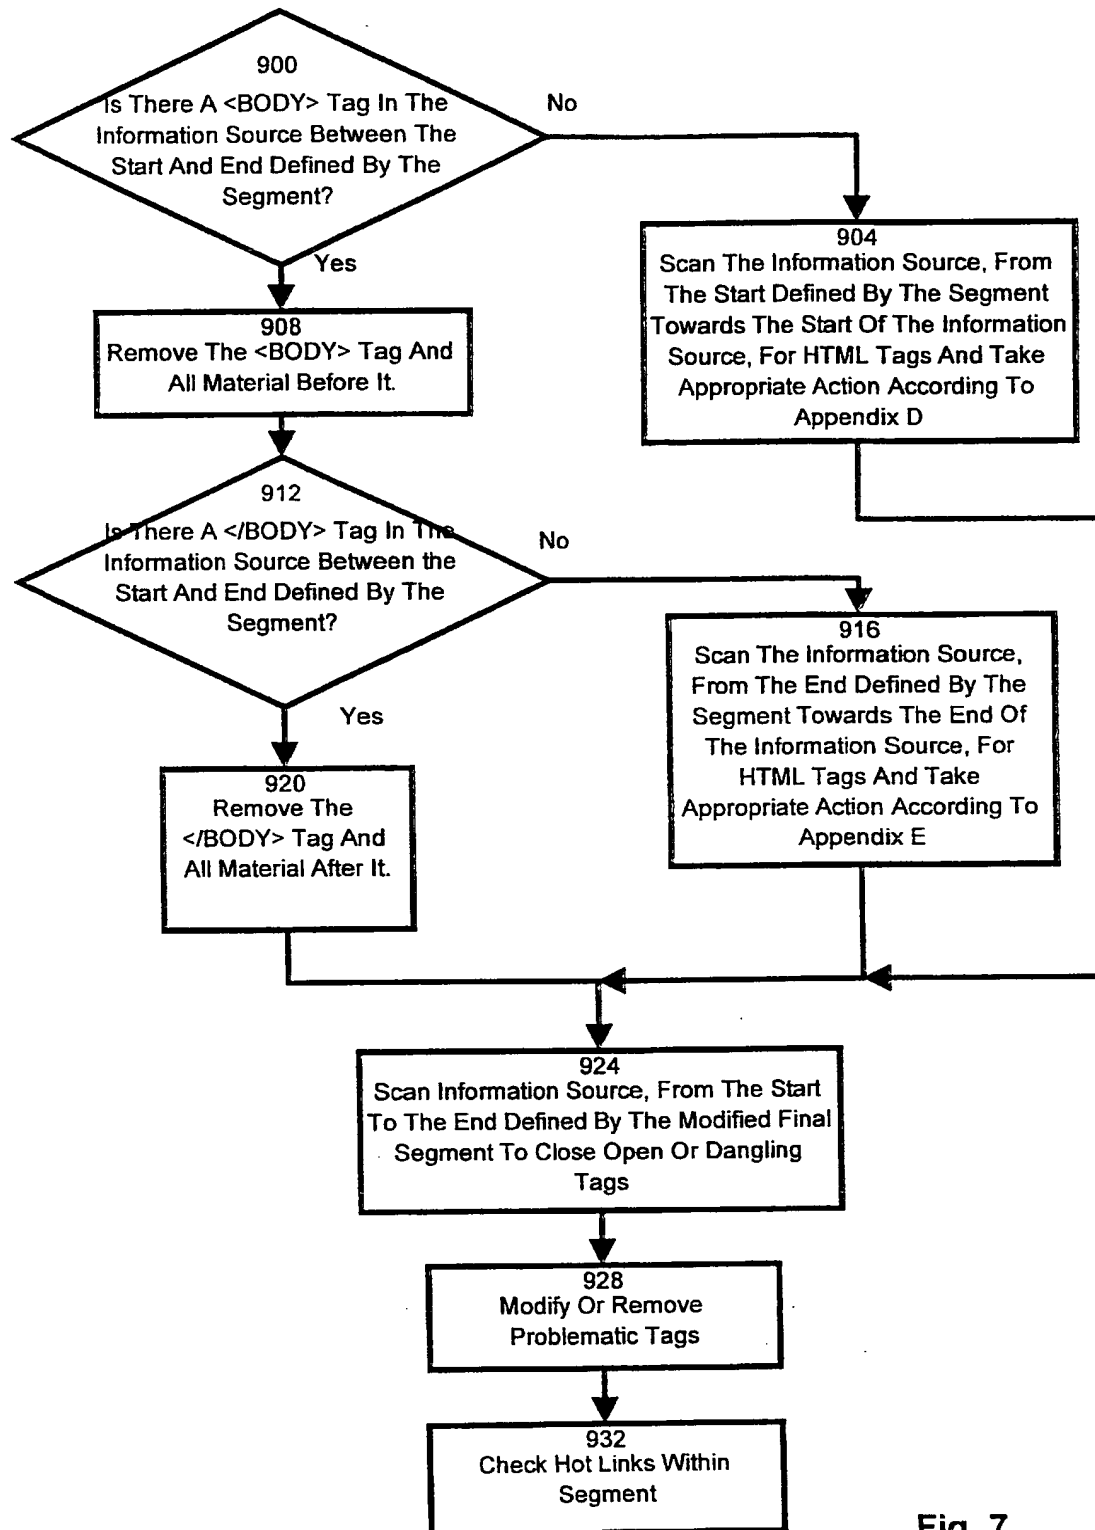 900
Is There A <BODY> Tag In The
Information Source Between The
Start And End Defined By The
Segment?
No
Yes
904
Scan The Information Source, From
The Start Defined By The Segment
Towards The Start Of The Information
Source, For HTML Tags And Take
Appropriate Action According To
Appendix D
908
Remove The <BODY> Tag And
All Material Before It.
912
Is There A </BODY> Tag In The
Information Source Between the
Start And End Defined By The
Segment?
No
Yes
916
Scan The Information Source,
From The End Defined By The
Segment Towards The End Of
The Information Source, For
HTML Tags And Take
Appropriate Action According To
Appendix E
920
Remove The
</BODY> Tag And
All Material After It.
924
Scan Information Source, From The Start
To The End Defined By The Modified Final
Segment To Close Open Or Dangling
Tags
928
Modify Or Remove
Problematic Tags
932
Check Hot Links Within
Segment
Fig. 7